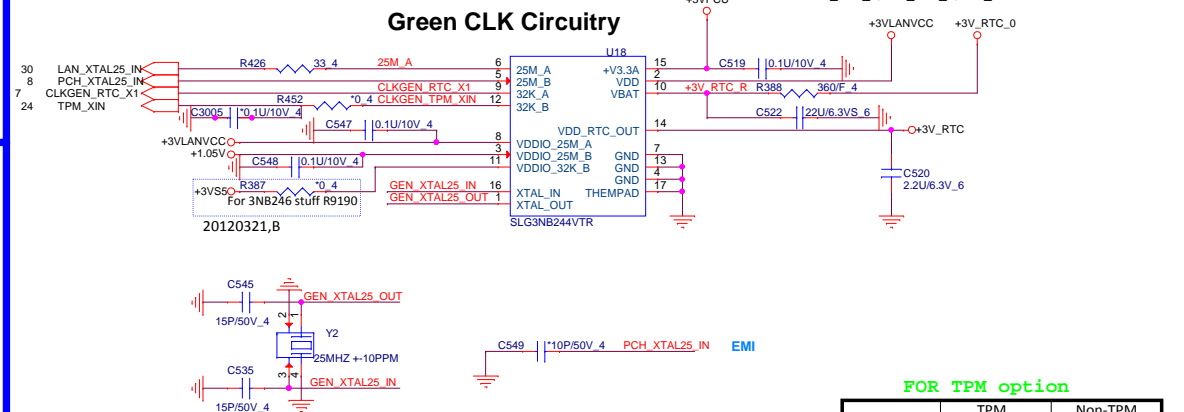 Green CLK Circuitry
+3VLANVCC
+3V_RTC_0
U18
30 LAN_XTAL25_IN
8 PCH_XTAL25_IN
7 CLKGEN_RTC_X1
24 TPM_XIN
R426 33_4 25M_A
CLKGEN_RTC_X1
R452 *0_4 CLKGEN_TPM_XIN
C3005 *0.1U/10V_4
C547 0.1U/10V_4
+3VLANVCC
+1.05V
C548 0.1U/10V_4
+3VS5 R387 *0_4
For 3NB246 stuff R9190
20120321,B
GEN_XTAL25_IN
GEN_XTAL25_OUT
6 25M_A
5 25M_B
9 32K_A
12 32K_B
8 VDDIO_25M_A
3 VDDIO_25M_B
11 VDDIO_32K_B
16 XTAL_IN
1 XTAL_OUT
+3.3A 15
VDD 2
VBAT 10
VDD_RTC_OUT 14
GND 7
GND 13
GND 4
THEMPAD 17
SLG3NB244VTR
C519 0.1U/10V_4
+3V_RTC_R R388 360/F_4
C522 22U/6.3VS_6
+3V_RTC
C520
2.2U/6.3V_6
C545
GEN_XTAL25_OUT
15P/50V_4
2 1
Y2
25MHZ +-10PPM
3 4
C535
GEN_XTAL25_IN
15P/50V_4
C549 *10P/50V_4 PCH_XTAL25_IN EMI
FOR TPM option
TPM Non-TPM